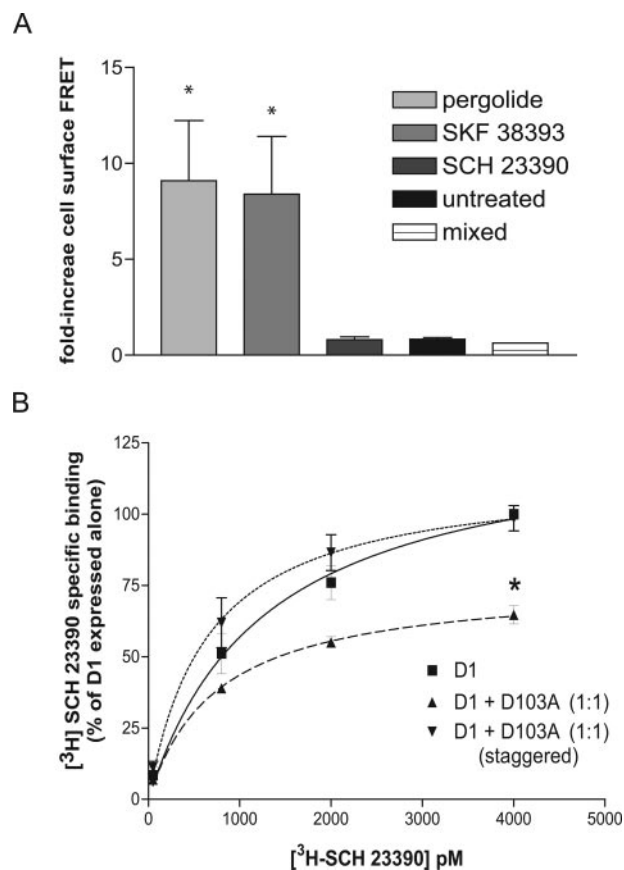 A
fold-increae cell surface FRET
15
10
5
0
*
*
pergolide
SKF 38393
SCH 23390
untreated
mixed
B
[³H] SCH 23390 specific binding
(% of D1 expressed alone)
125
100
75
50
25
0
*
D1
D1 + D103A (1:1)
D1 + D103A (1:1)
(staggered)
0 1000 2000 3000 4000 5000
[³H-SCH 23390] pM